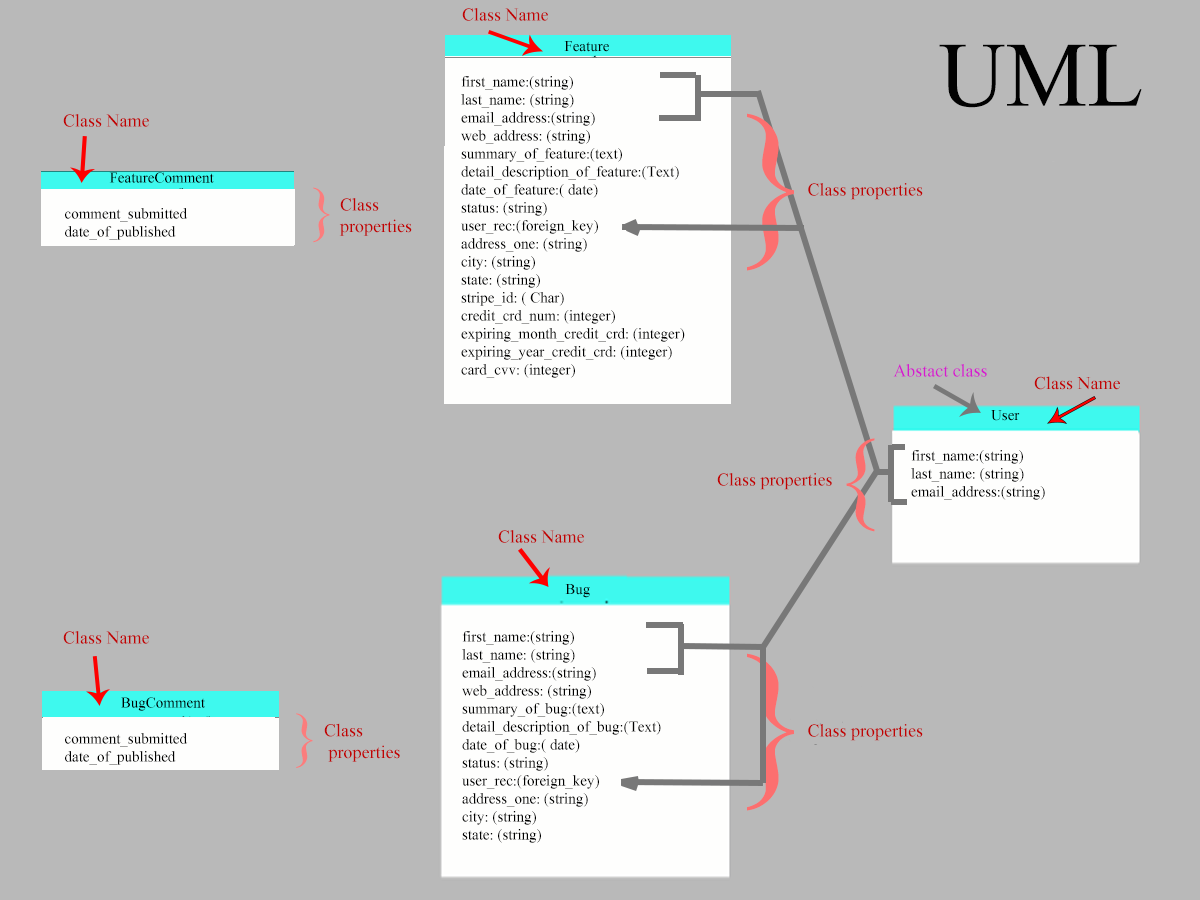 UML
Class Name
Feature
first_name:(string)
last_name: (string)
email_address:(string)
web_address: (string)
summary_of_feature:(text)
detail_description_of_feature:(Text)
date_of_feature:( date)
status: (string)
user_rec:(foreign_key)
address_one: (string)
city: (string)
state: (string)
stripe_id: ( Char)
credit_crd_num: (integer)
expiring_month_credit_crd: (integer)
expiring_year_credit_crd: (integer)
card_cvv: (integer)
Class properties
Class Name
FeatureComment
comment_submitted
date_of_published
Class
properties
Abstact class
Class Name
User
first_name:(string)
last_name: (string)
email_address:(string)
Class properties
Class Name
Bug
first_name:(string)
last_name: (string)
email_address:(string)
web_address: (string)
summary_of_bug:(text)
detail_description_of_bug:(Text)
date_of_bug:( date)
status: (string)
user_rec:(foreign_key)
address_one: (string)
city: (string)
state: (string)
Class properties
Class Name
BugComment
comment_submitted
date_of_published
Class
properties